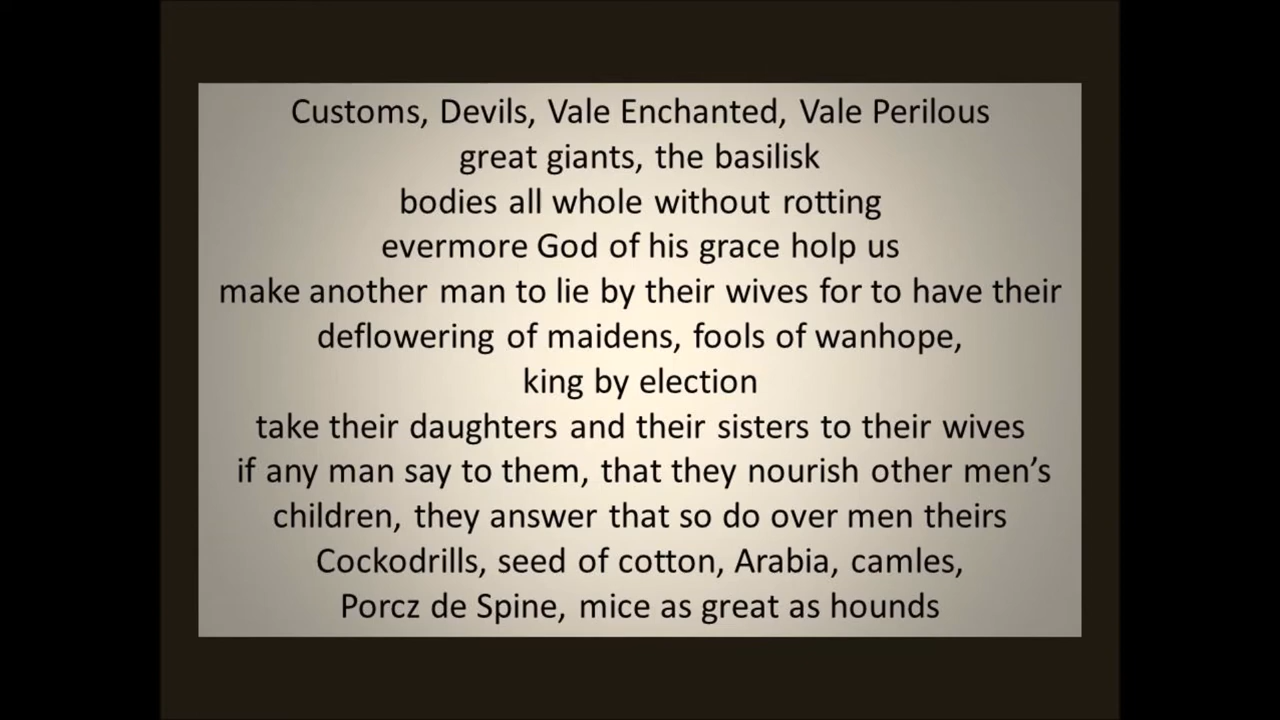 Customs, Devils, Vale Enchanted, Vale Perilous
great giants, the basilisk
bodies all whole without rotting
evermore God of his grace holp us
make another man to lie by their wives for to have their
deflowering of maidens, fools of wanhope,
king by election
take their daughters and their sisters to their wives
if any man say to them, that they nourish other men’s
children, they answer that so do over men theirs
Cockodrills, seed of cotton, Arabia, camles,
Porcz de Spine, mice as great as hounds